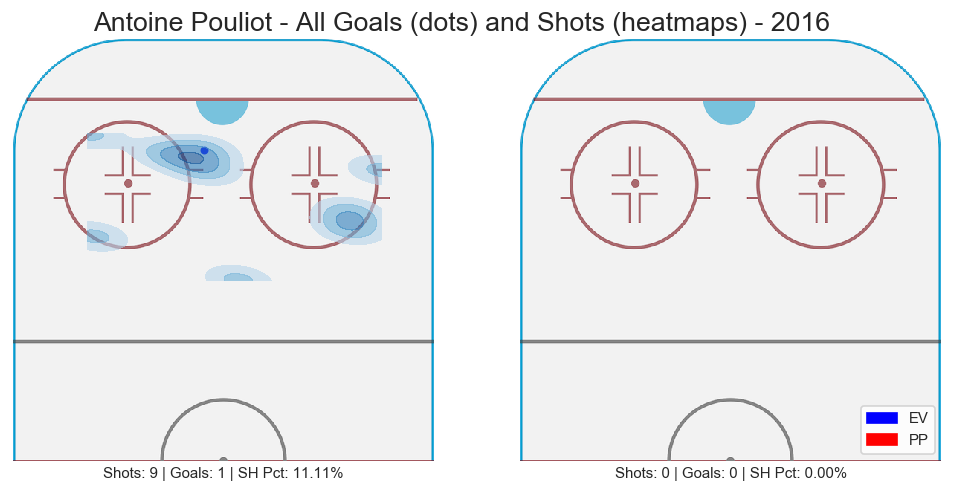 Antoine Pouliot - All Goals (dots) and Shots (heatmaps) - 2016
EV
PP
Shots: 9 | Goals: 1 | SH Pct: 11.11%
Shots: 0 | Goals: 0 | SH Pct: 0.00%